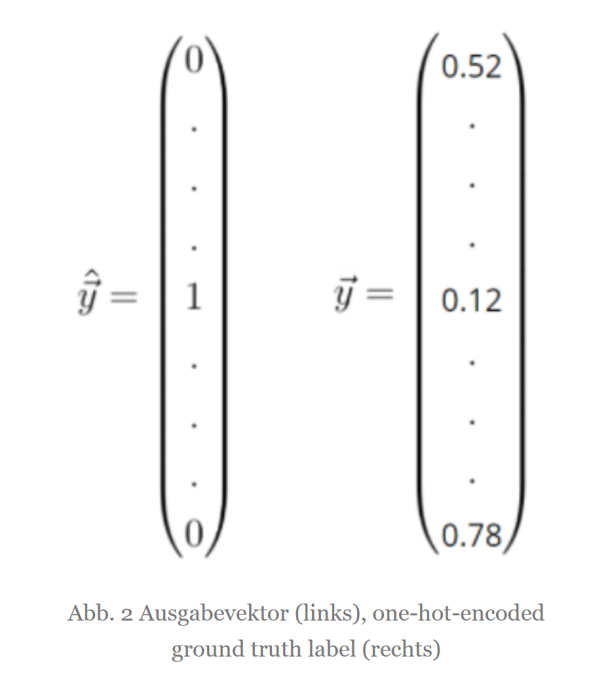 0 0.52
. .
. .
. .
ŷ⃗ = 1 y⃗ = 0.12
. .
. .
. .
0 0.78
Abb. 2 Ausgabevektor (links), one-hot-encoded
ground truth label (rechts)